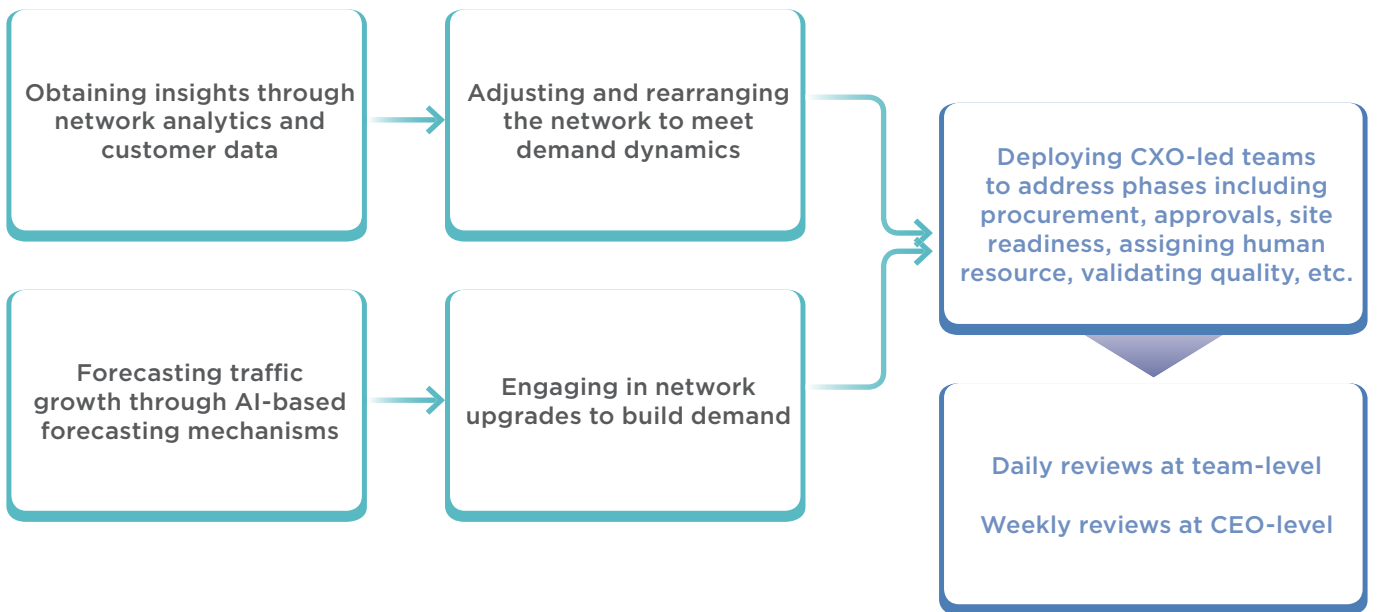 Obtaining insights through
network analytics and
customer data
Adjusting and rearranging
the network to meet
demand dynamics
Forecasting traffic
growth through AI-based
forecasting mechanisms
Engaging in network
upgrades to build demand
Deploying CXO-led teams
to address phases including
procurement, approvals, site
readiness, assigning human
resource, validating quality, etc.
Daily reviews at team-level
Weekly reviews at CEO-level